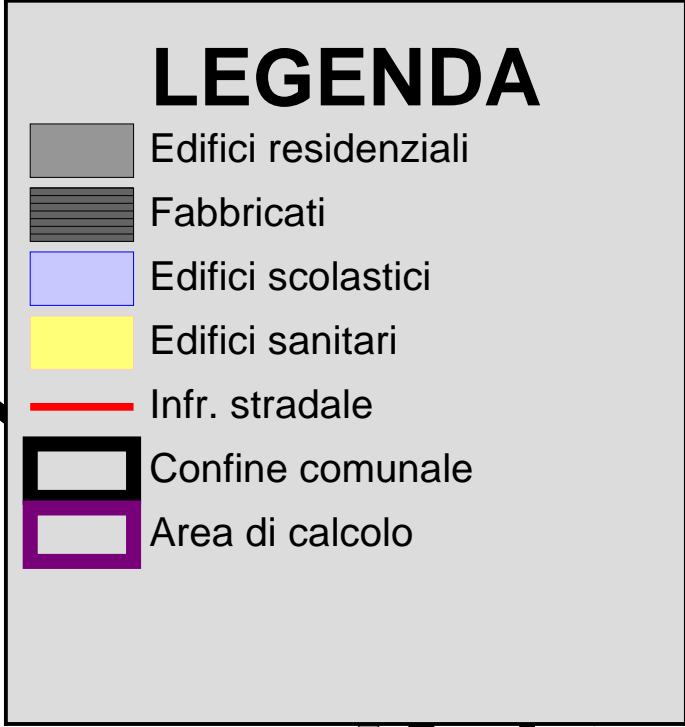 LEGENDA
Edifici residenziali
Fabbricati
Edifici scolastici
Edifici sanitari
Infr. stradale
Confine comunale
Area di calcolo